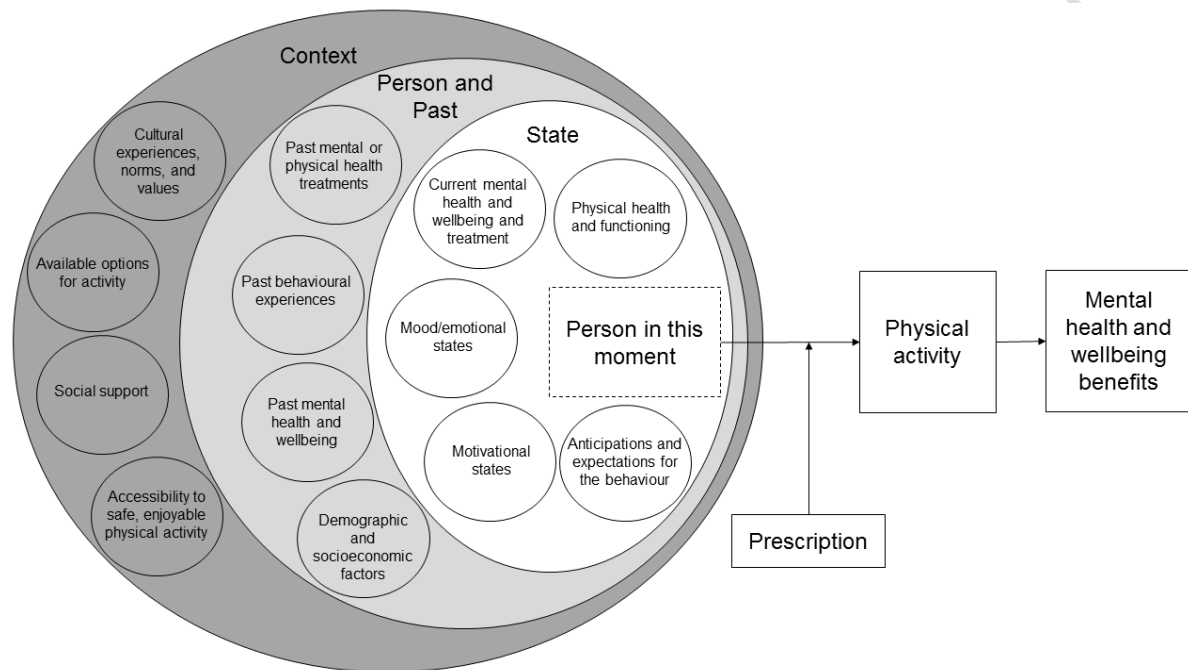 Context
Cultural
experiences,
norms, and
values
Available options
for activity
Social support
Accessibility to
safe, enjoyable
physical activity
Person and
Past
Past mental or
physical health
treatments
Past behavioural
experiences
Past mental
health and
wellbeing
Demographic
and
socioeconomic
factors
State
Current mental
health and
wellbeing and
treatment
Physical health
and functioning
Mood/emotional
states
Person in this
moment
Motivational
states
Anticipations and
expectations for
the behaviour
Prescription
Physical
activity
Mental
health and
wellbeing
benefits